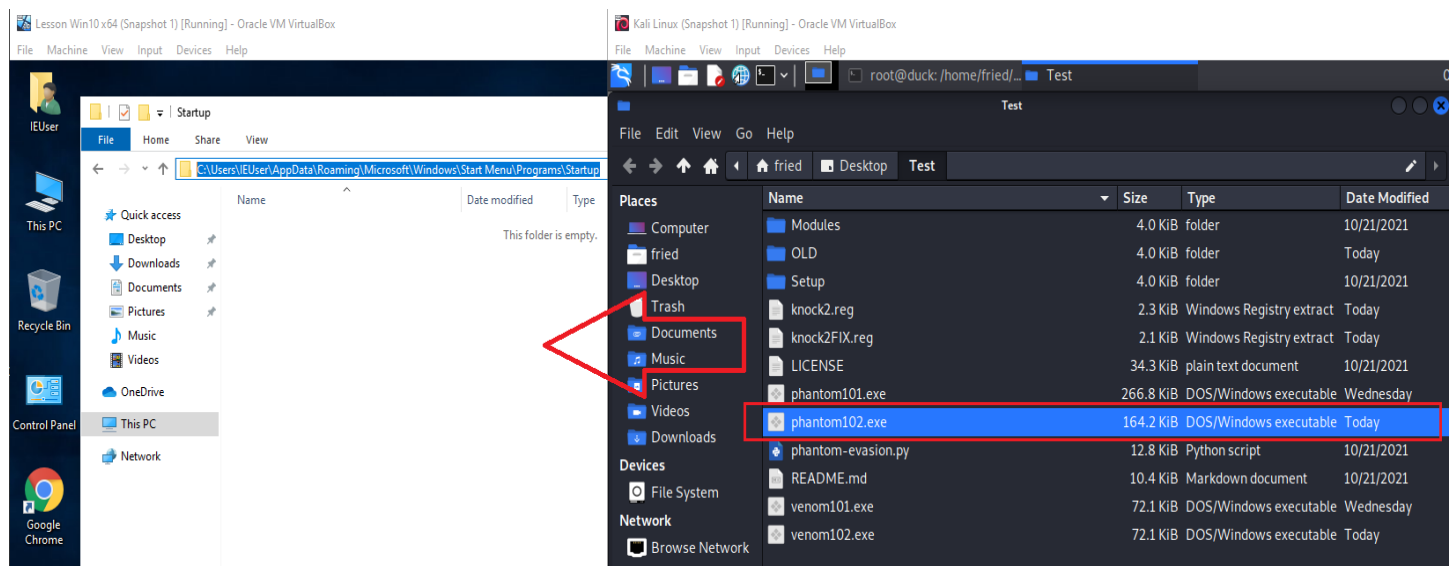 Lesson Win10 x64 (Snapshot 1) [Running] - Oracle VM VirtualBox
File Machine View Input Devices Help
IEUser
This PC
Recycle Bin
Control Panel
Google
Chrome
Startup
File Home Share View
C:\Users\IEUser\AppData\Roaming\Microsoft\Windows\Start Menu\Programs\Startup
Name Date modified Type
This folder is empty.
Quick access
Desktop
Downloads
Documents
Pictures
Music
Videos
OneDrive
This PC
Network
Kali Linux (Snapshot 1) [Running] - Oracle VM VirtualBox
File Machine View Input Devices Help
root@duck: /home/fried/... Test
Test
File Edit View Go Help
fried Desktop Test
Places
Computer
fried
Desktop
Trash
Documents
Music
Pictures
Videos
Downloads
Devices
File System
Network
Browse Network
Name Size Type Date Modified
Modules 4.0 KiB folder 10/21/2021
OLD 4.0 KiB folder Today
Setup 4.0 KiB folder 10/21/2021
knock2.reg 2.3 KiB Windows Registry extract Today
knock2FIX.reg 2.1 KiB Windows Registry extract Today
LICENSE 34.3 KiB plain text document 10/21/2021
phantom101.exe 266.8 KiB DOS/Windows executable Wednesday
phantom102.exe 164.2 KiB DOS/Windows executable Today
phantom-evasion.py 12.8 KiB Python script 10/21/2021
README.md 10.4 KiB Markdown document 10/21/2021
venom101.exe 72.1 KiB DOS/Windows executable Wednesday
venom102.exe 72.1 KiB DOS/Windows executable Today